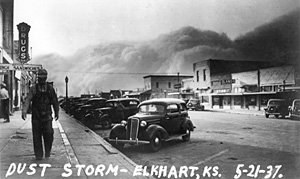 DRUGS
DUST STORM - ELKHART, KS. 5-21-37.